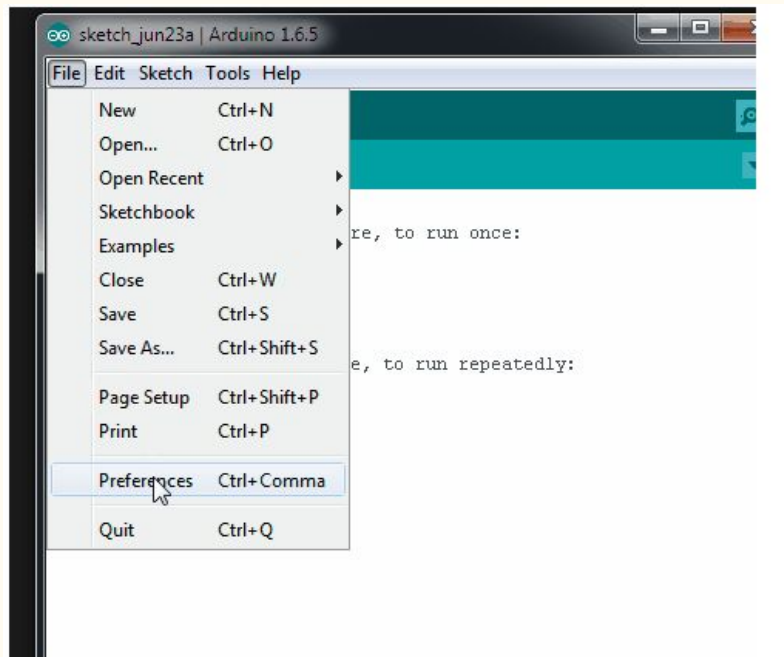 sketch_jun23a | Arduino 1.6.5
File Edit Sketch Tools Help
New Ctrl+N
Open... Ctrl+O
Open Recent
Sketchbook
re, to run once:
Examples
Close Ctrl+W
Save Ctrl+S
Save As... Ctrl+Shift+S
e, to run repeatedly:
Page Setup Ctrl+Shift+P
Print Ctrl+P
Preferences Ctrl+Comma
Quit Ctrl+Q